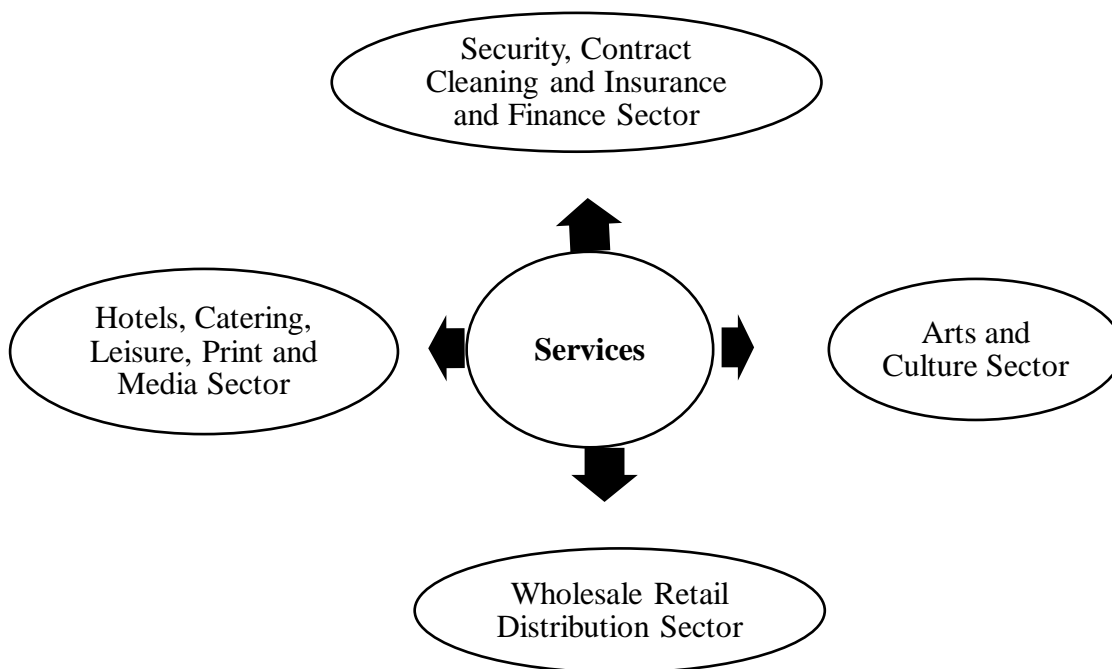 Security, Contract
Cleaning and Insurance
and Finance Sector
Hotels, Catering,
Leisure, Print and
Media Sector
Services
Arts and
Culture Sector
Wholesale Retail
Distribution Sector